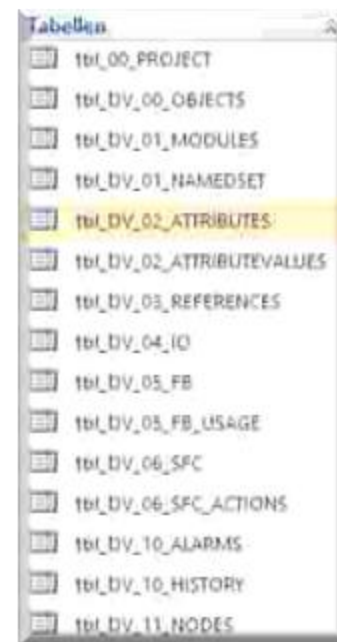 Tabellen
tbl_00_PROJECT
tbl_DV_00_OBJECTS
tbl_DV_01_MODULES
tbl_DV_01_NAMEDSET
tbl_DV_02_ATTRIBUTES
tbl_DV_02_ATTRIBUTEVALUES
tbl_DV_03_REFERENCES
tbl_DV_04_IO
tbl_DV_05_FB
tbl_DV_05_FB_USAGE
tbl_DV_06_SFC
tbl_DV_06_SFC_ACTIONS
tbl_DV_10_ALARMS
tbl_DV_10_HISTORY
tbl_DV_11_NODES